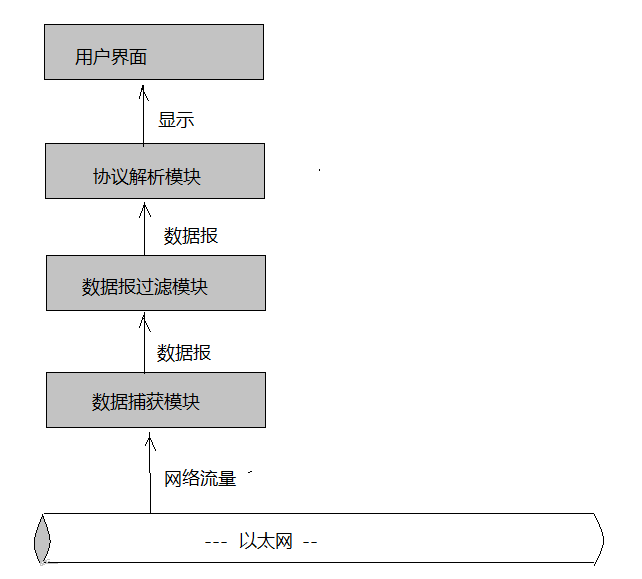 用户界面
显示
协议解析模块
数据报
数据报过滤模块
数据报
数据捕获模块
网络流量
--- 以太网 --